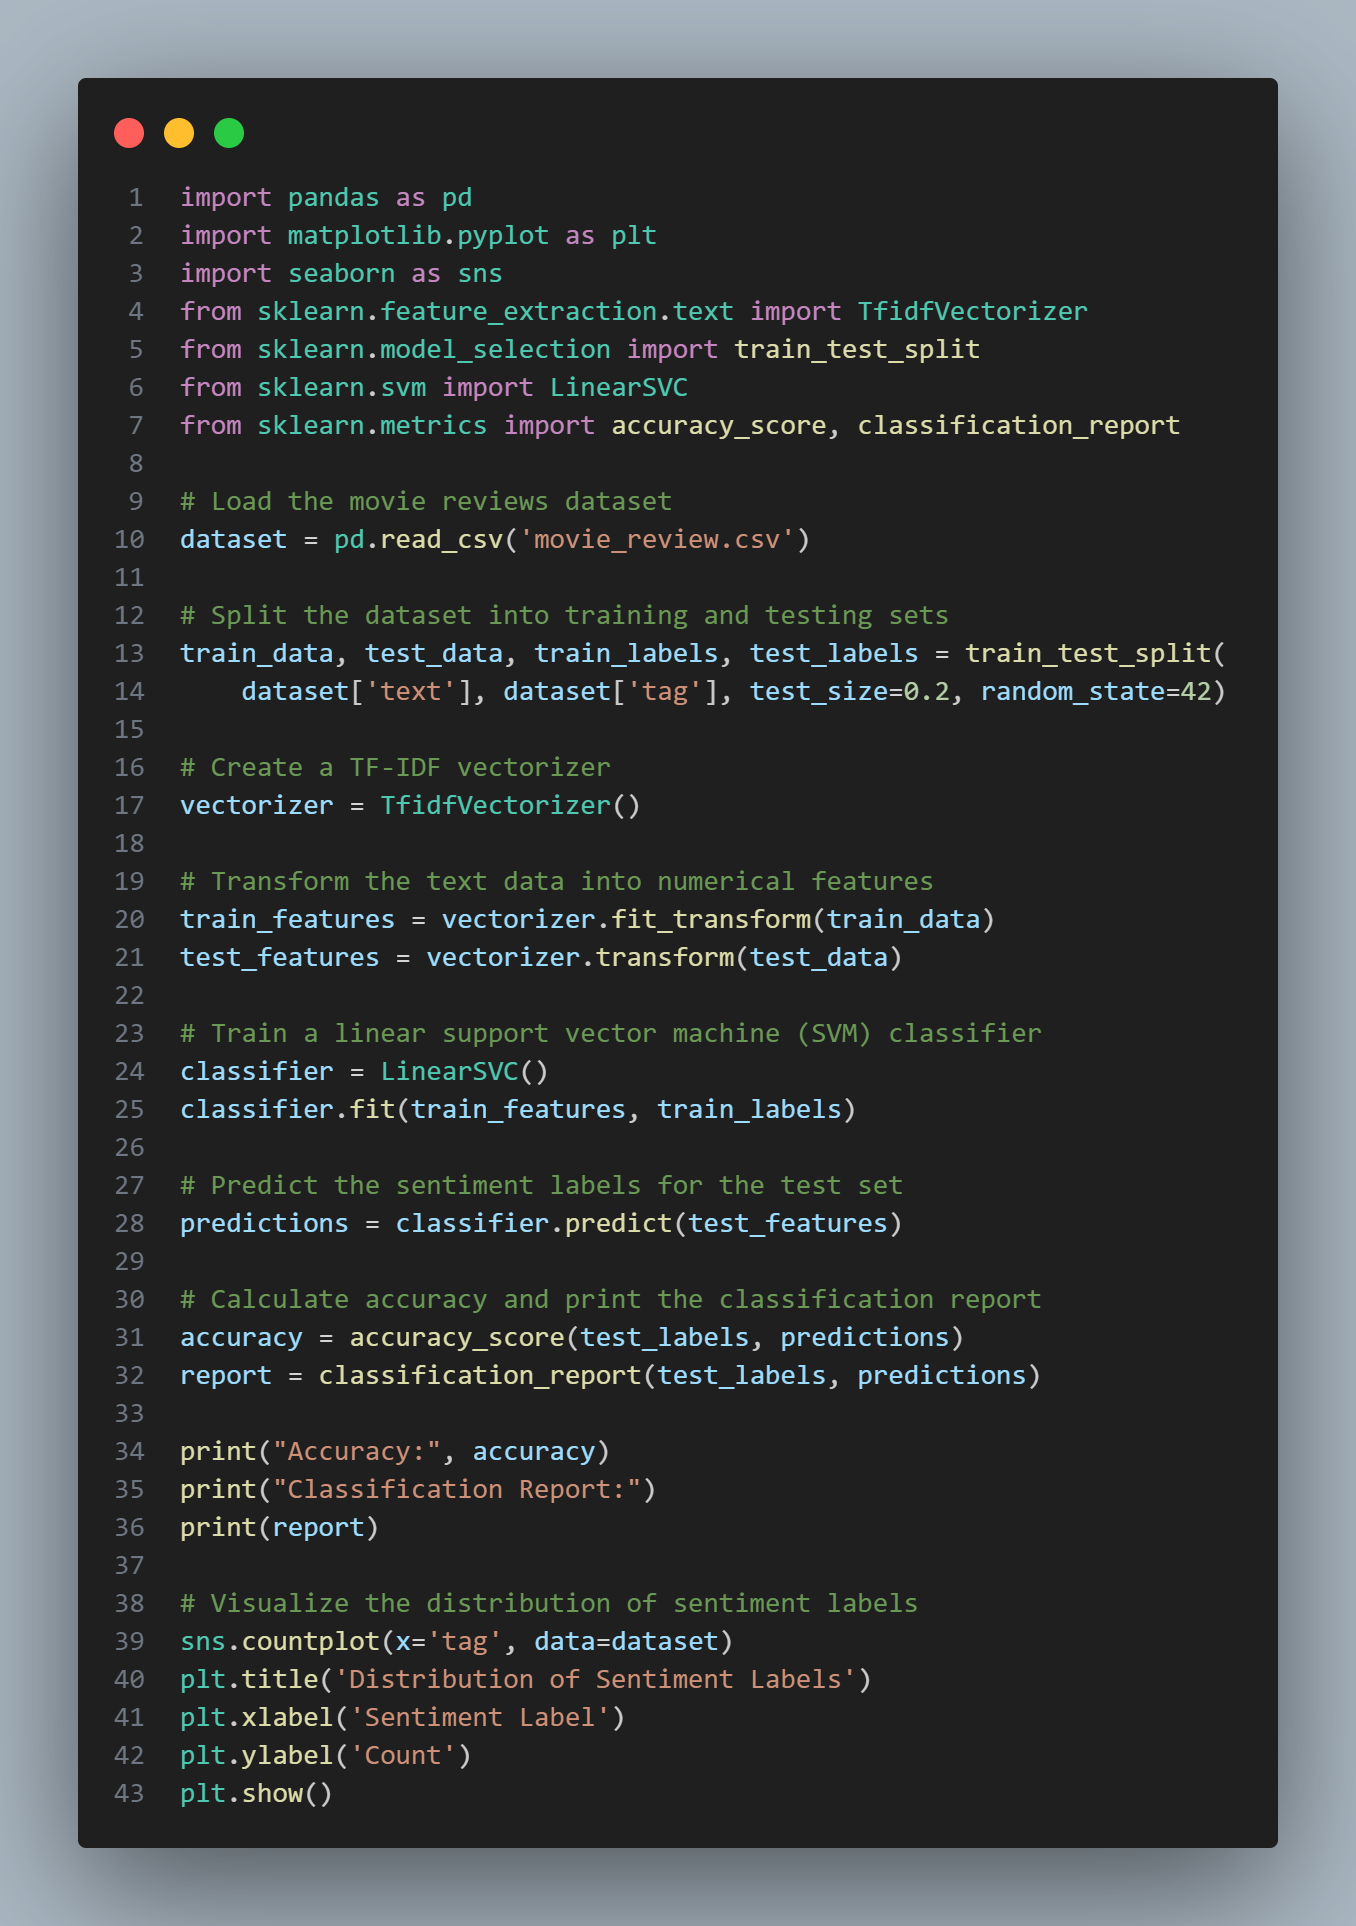 1 import pandas as pd
2 import matplotlib.pyplot as plt
3 import seaborn as sns
4 from sklearn.feature_extraction.text import TfidfVectorizer
5 from sklearn.model_selection import train_test_split
6 from sklearn.svm import LinearSVC
7 from sklearn.metrics import accuracy_score, classification_report
8
9 # Load the movie reviews dataset
10 dataset = pd.read_csv('movie_review.csv')
11
12 # Split the dataset into training and testing sets
13 train_data, test_data, train_labels, test_labels = train_test_split(
14     dataset['text'], dataset['tag'], test_size=0.2, random_state=42)
15
16 # Create a TF-IDF vectorizer
17 vectorizer = TfidfVectorizer()
18
19 # Transform the text data into numerical features
20 train_features = vectorizer.fit_transform(train_data)
21 test_features = vectorizer.transform(test_data)
22
23 # Train a linear support vector machine (SVM) classifier
24 classifier = LinearSVC()
25 classifier.fit(train_features, train_labels)
26
27 # Predict the sentiment labels for the test set
28 predictions = classifier.predict(test_features)
29
30 # Calculate accuracy and print the classification report
31 accuracy = accuracy_score(test_labels, predictions)
32 report = classification_report(test_labels, predictions)
33
34 print("Accuracy:", accuracy)
35 print("Classification Report:")
36 print(report)
37
38 # Visualize the distribution of sentiment labels
39 sns.countplot(x='tag', data=dataset)
40 plt.title('Distribution of Sentiment Labels')
41 plt.xlabel('Sentiment Label')
42 plt.ylabel('Count')
43 plt.show()